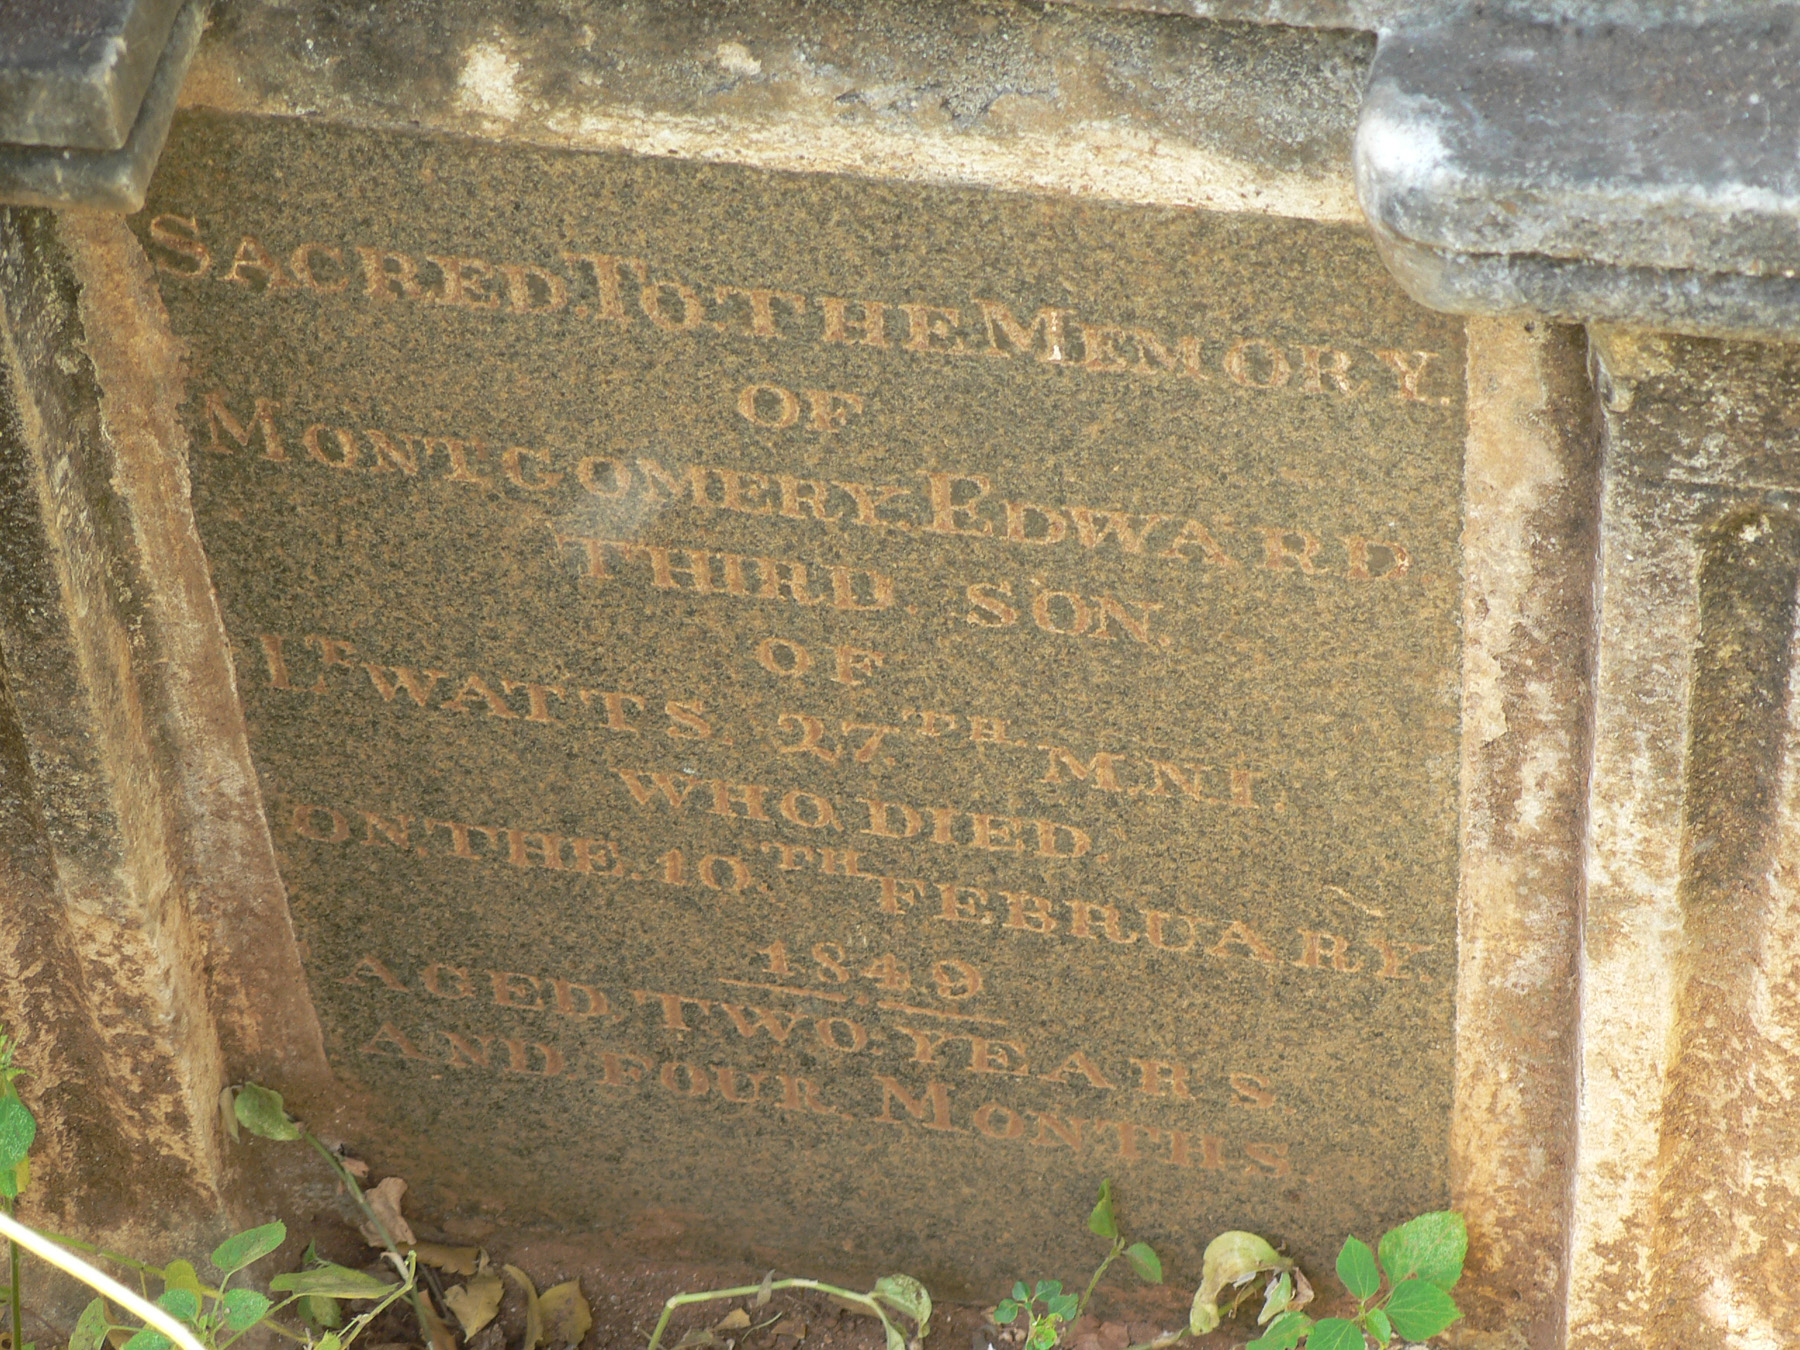 SACRED.TO.THE MEMORY.
OF
MONTGOMERY.EDWARD.
THIRD. SON.
OF
LT. WATTS. 27TH. M.N.I.
WHO.DIED.
ON.THE.10TH FEBRUARY.
1849
AGED.TWO.YEARS
AND.FOUR.MONTHS